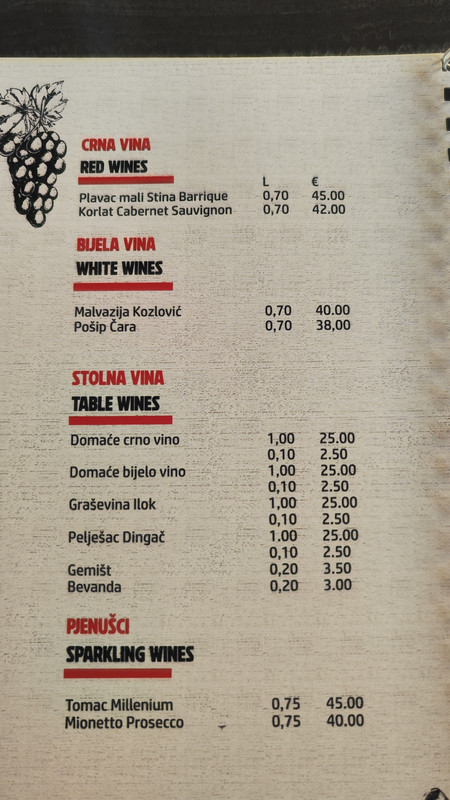 CRNA VINA
RED WINES
L €
Plavac mali Stina Barrique 0,70 45.00
Korlat Cabernet Sauvignon 0,70 42.00
BIJELA VINA
WHITE WINES
Malvazija Kozlović 0,70 40.00
Pošip Čara 0,70 38,00
STOLNA VINA
TABLE WINES
Domaće crno vino 1,00 25.00
0,10 2.50
Domaće bijelo vino 1,00 25.00
0,10 2.50
Graševina Ilok 1,00 25.00
0,10 2.50
Pelješac Dingač 1.00 25.00
0,10 2.50
Gemišt 0,20 3.50
Bevanda 0,20 3.00
PJENUŠCI
SPARKLING WINES
Tomac Millenium 0,75 45.00
Mionetto Prosecco 0,75 40.00